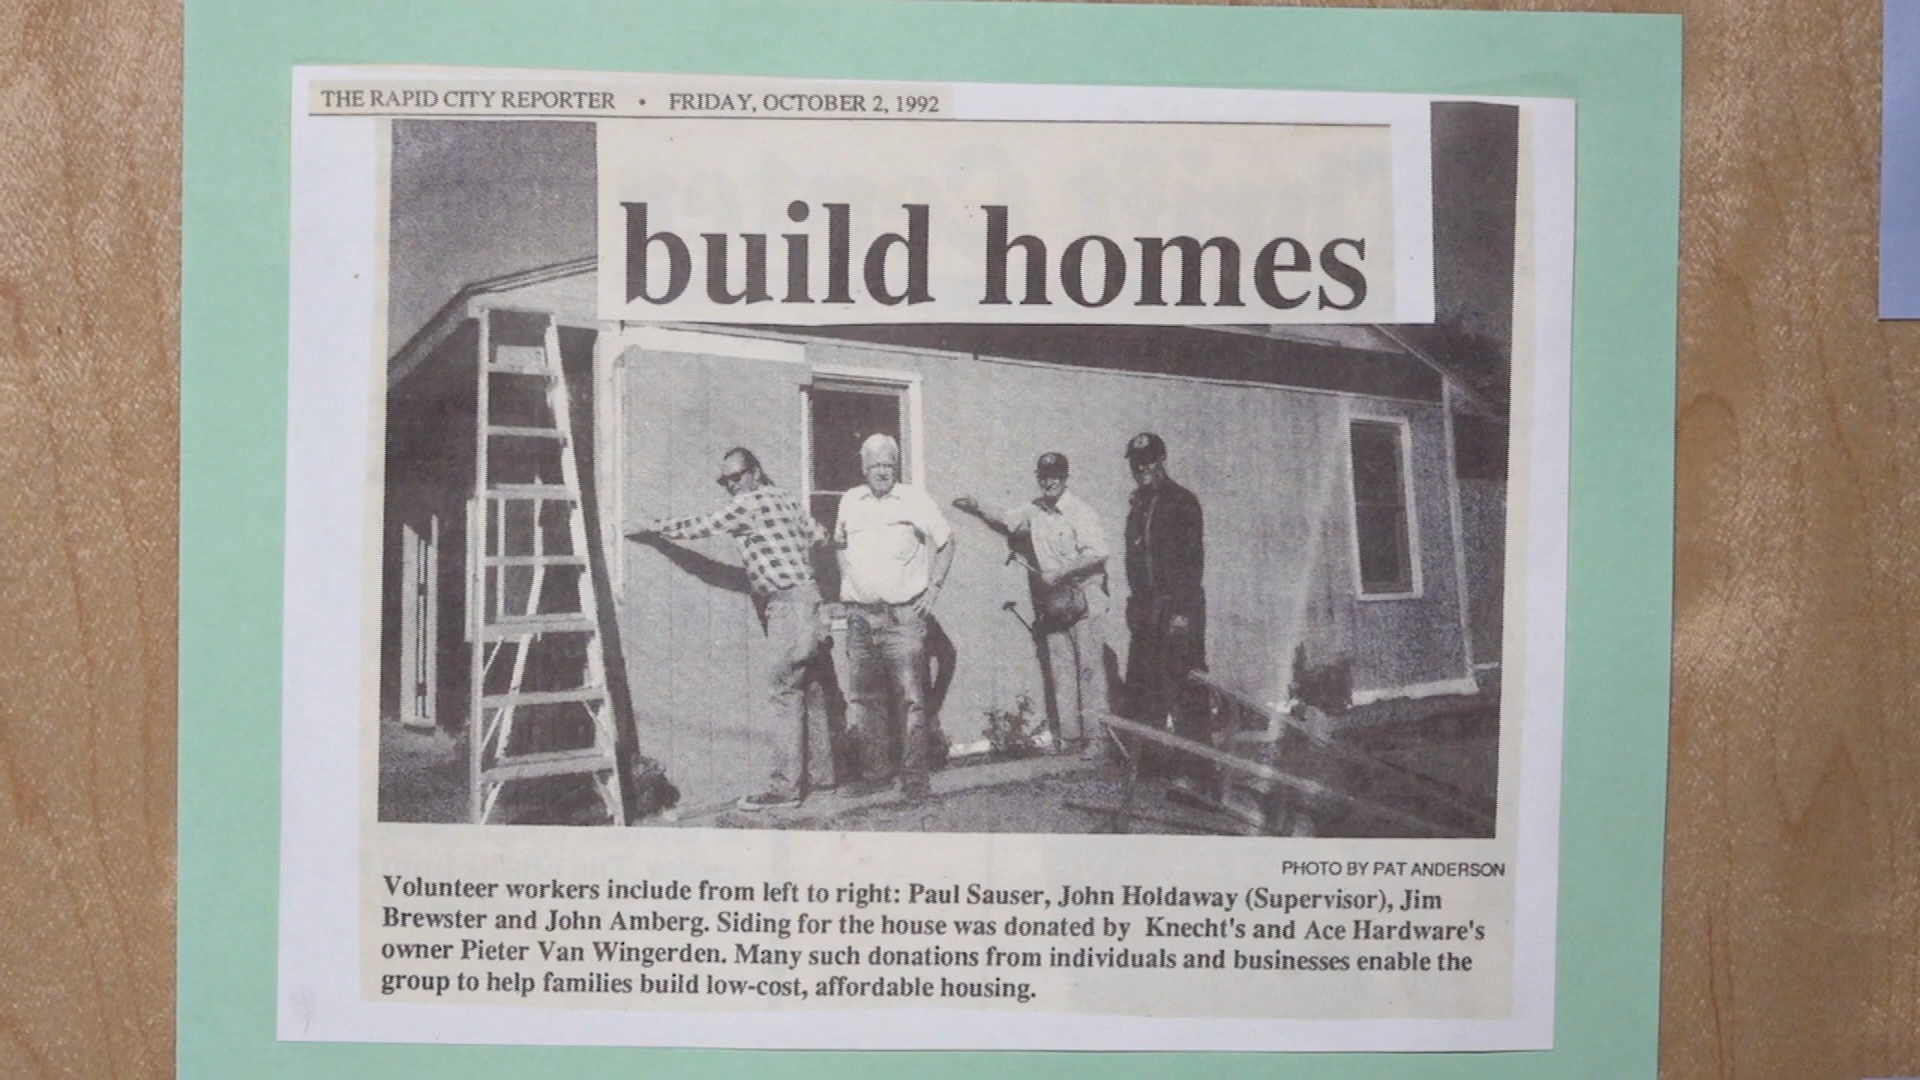 THE RAPID CITY REPORTER • FRIDAY, OCTOBER 2, 1992
build homes
PHOTO BY PAT ANDERSON
Volunteer workers include from left to right: Paul Sauser, John Holdaway (Supervisor), Jim
Brewster and John Amberg. Siding for the house was donated by Knecht's and Ace Hardware's
owner Pieter Van Wingerden. Many such donations from individuals and businesses enable the
group to help families build low-cost, affordable housing.